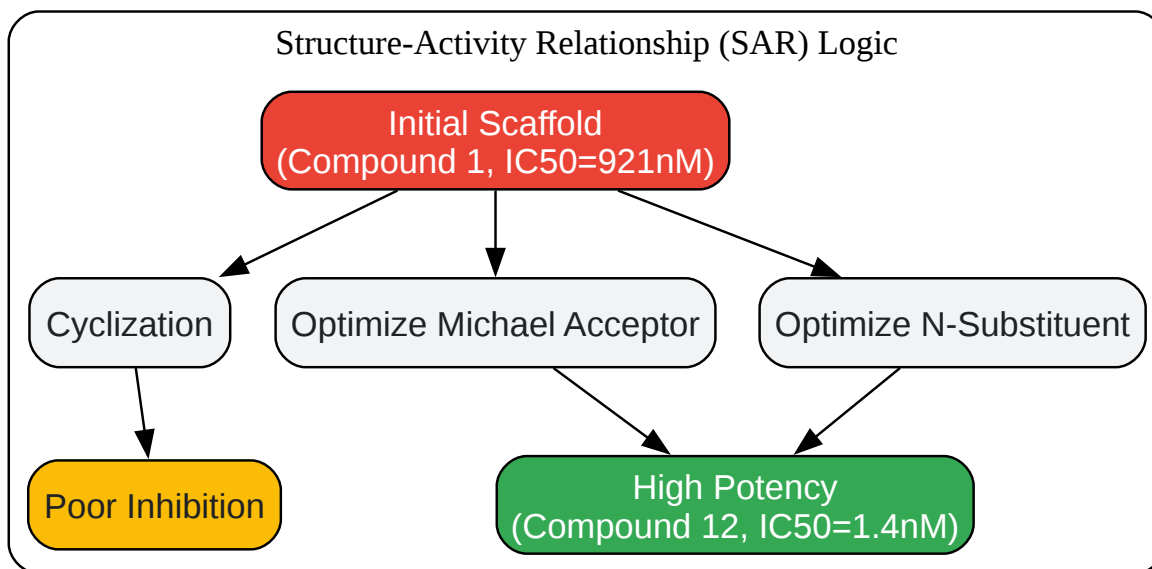 Structure-Activity Relationship (SAR) Logic
Initial Scaffold
(Compound 1, IC50=921nM)
Cyclization
Optimize Michael Acceptor
Optimize N-Substituent
Poor Inhibition
High Potency
(Compound 12, IC50=1.4nM)